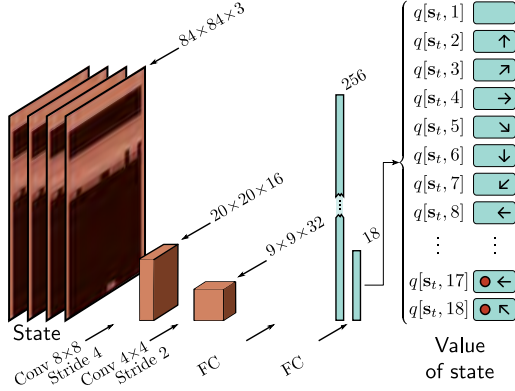 84×84×3
State
Conv 8×8
Stride 4
20×20×16
Conv 4×4
Stride 2
9×9×32
FC
256
FC
18
q[s_t, 1]
q[s_t, 2]
q[s_t, 3]
q[s_t, 4]
q[s_t, 5]
q[s_t, 6]
q[s_t, 7]
q[s_t, 8]
q[s_t, 17]
q[s_t, 18]
Value
of state